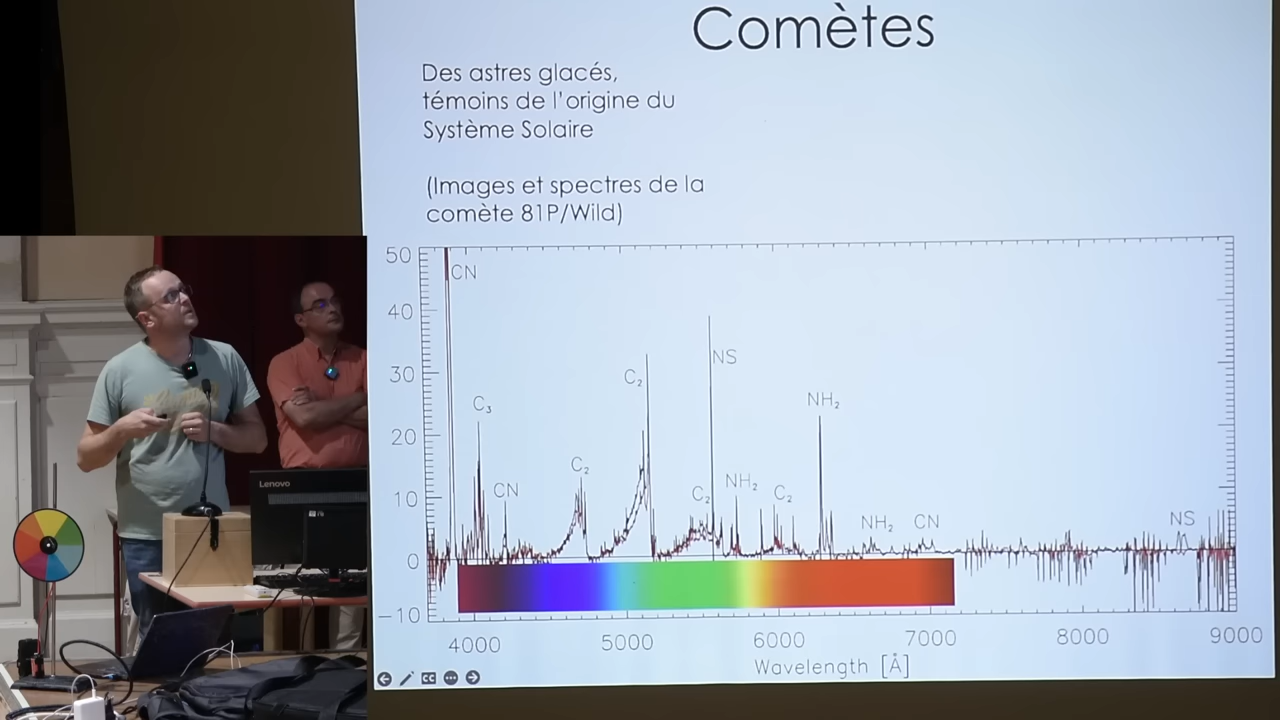 Comètes
Des astres glacés,
témoins de l'origine du
Système Solaire
(Images et spectres de la
comète 81P/Wild)
50
40
30
20
10
0
−10
CN
C₃
CN
C₂
C₂
NS
C₂
NH₂
C₂
NH₂
NH₂
CN
NS
4000 5000 6000 7000 8000 9000
Wavelength [Å]
Lenovo
CC